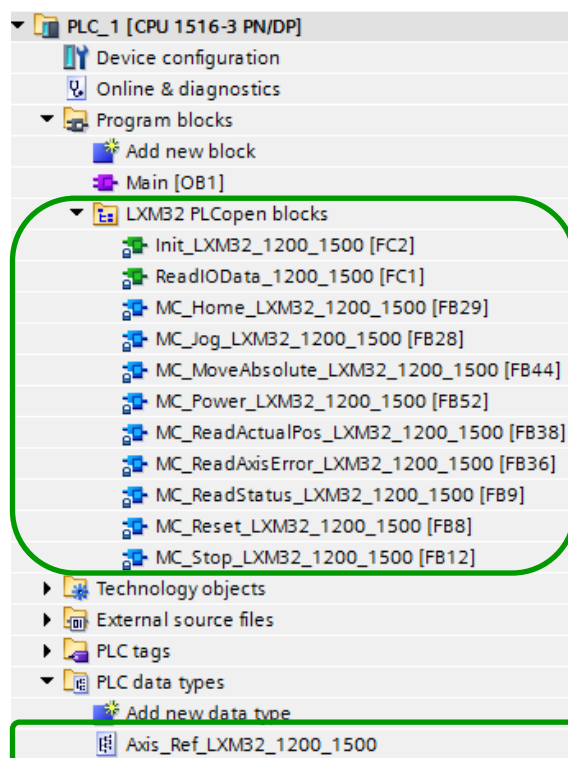 PLC_1 [CPU 1516-3 PN/DP]
Device configuration
Online & diagnostics
Program blocks
Add new block
Main [OB1]
LXM32 PLCopen blocks
Init_LXM32_1200_1500 [FC2]
ReadIOData_1200_1500 [FC1]
MC_Home_LXM32_1200_1500 [FB29]
MC_Jog_LXM32_1200_1500 [FB28]
MC_MoveAbsolute_LXM32_1200_1500 [FB44]
MC_Power_LXM32_1200_1500 [FB52]
MC_ReadActualPos_LXM32_1200_1500 [FB38]
MC_ReadAxisError_LXM32_1200_1500 [FB36]
MC_ReadStatus_LXM32_1200_1500 [FB9]
MC_Reset_LXM32_1200_1500 [FB8]
MC_Stop_LXM32_1200_1500 [FB12]
Technology objects
External source files
PLC tags
PLC data types
Add new data type
Axis_Ref_LXM32_1200_1500